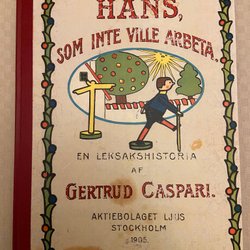 HANS,
SOM INTE VILLE ARBETA.
EN LEKSAKSHISTORIA
AF
GERTRUD CASPARI.
AKTIEBOLAGET LJUS
STOCKHOLM
1905.